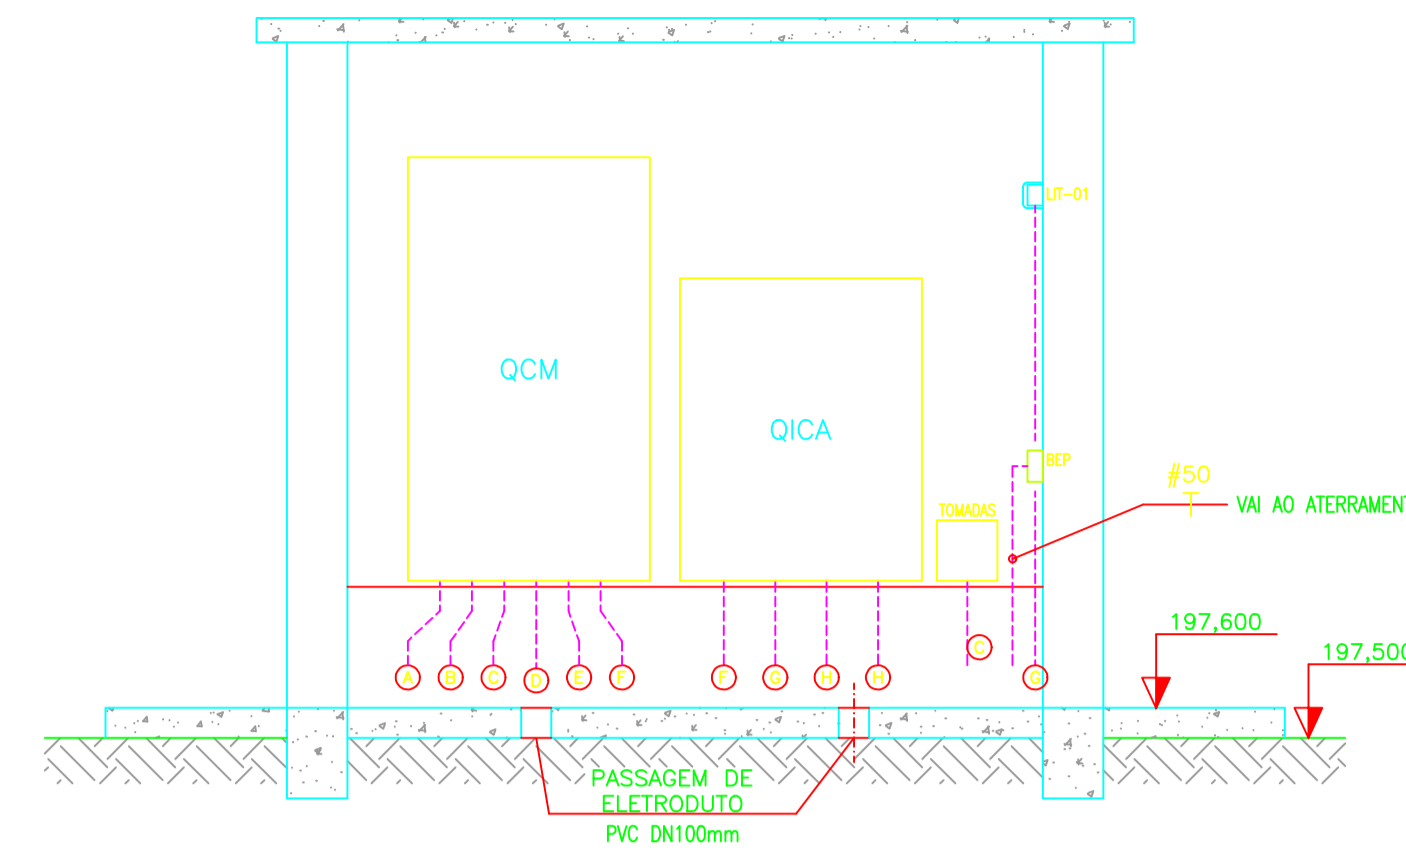 LIT-01
QCM
QICA
BEP
#50
TOMADAS
VAI AO ATERRAMENT
197,600
197,500
A B C D E F F G H H C G
PASSAGEM DE
ELETRODUTO
PVC DN100mm